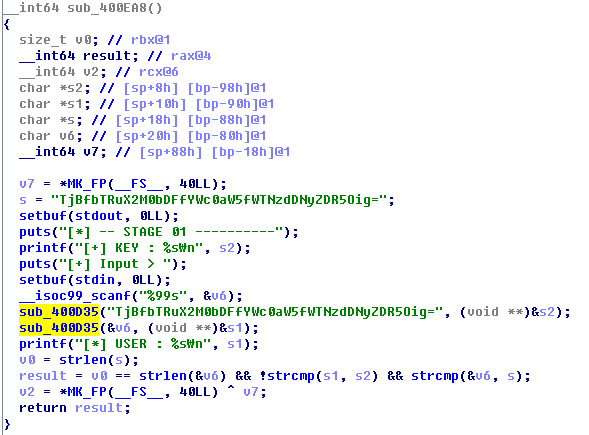 __int64 sub_400EA8()
{
size_t v0; // rbx@1
__int64 result; // rax@4
__int64 v2; // rcx@6
char *s2; // [sp+8h] [bp-98h]@1
char *s1; // [sp+10h] [bp-90h]@1
char *s; // [sp+18h] [bp-88h]@1
char v6; // [sp+20h] [bp-80h]@1
__int64 v7; // [sp+88h] [bp-18h]@1
v7 = *MK_FP(__FS__, 40LL);
s = "TjBfbTRuX2M0bDFfYWc0aW5fWTNzdDNyZDR5Oig=";
setbuf(stdout, 0LL);
puts("[*] -- STAGE 01 ----------");
printf("[+] KEY : %s₩n", s2);
puts("[+] Input > ");
setbuf(stdin, 0LL);
__isoc99_scanf("%99s", &v6);
sub_400D35("TjBfbTRuX2M0bDFfYWc0aW5fWTNzdDNyZDR5Oig=", (void **)&s2);
sub_400D35(&v6, (void **)&s1);
printf("[*] USER : %s₩n", s1);
v0 = strlen(s);
result = v0 == strlen(&v6) && !strcmp(s1, s2) && strcmp(&v6, s);
v2 = *MK_FP(__FS__, 40LL) ^ v7;
return result;
}